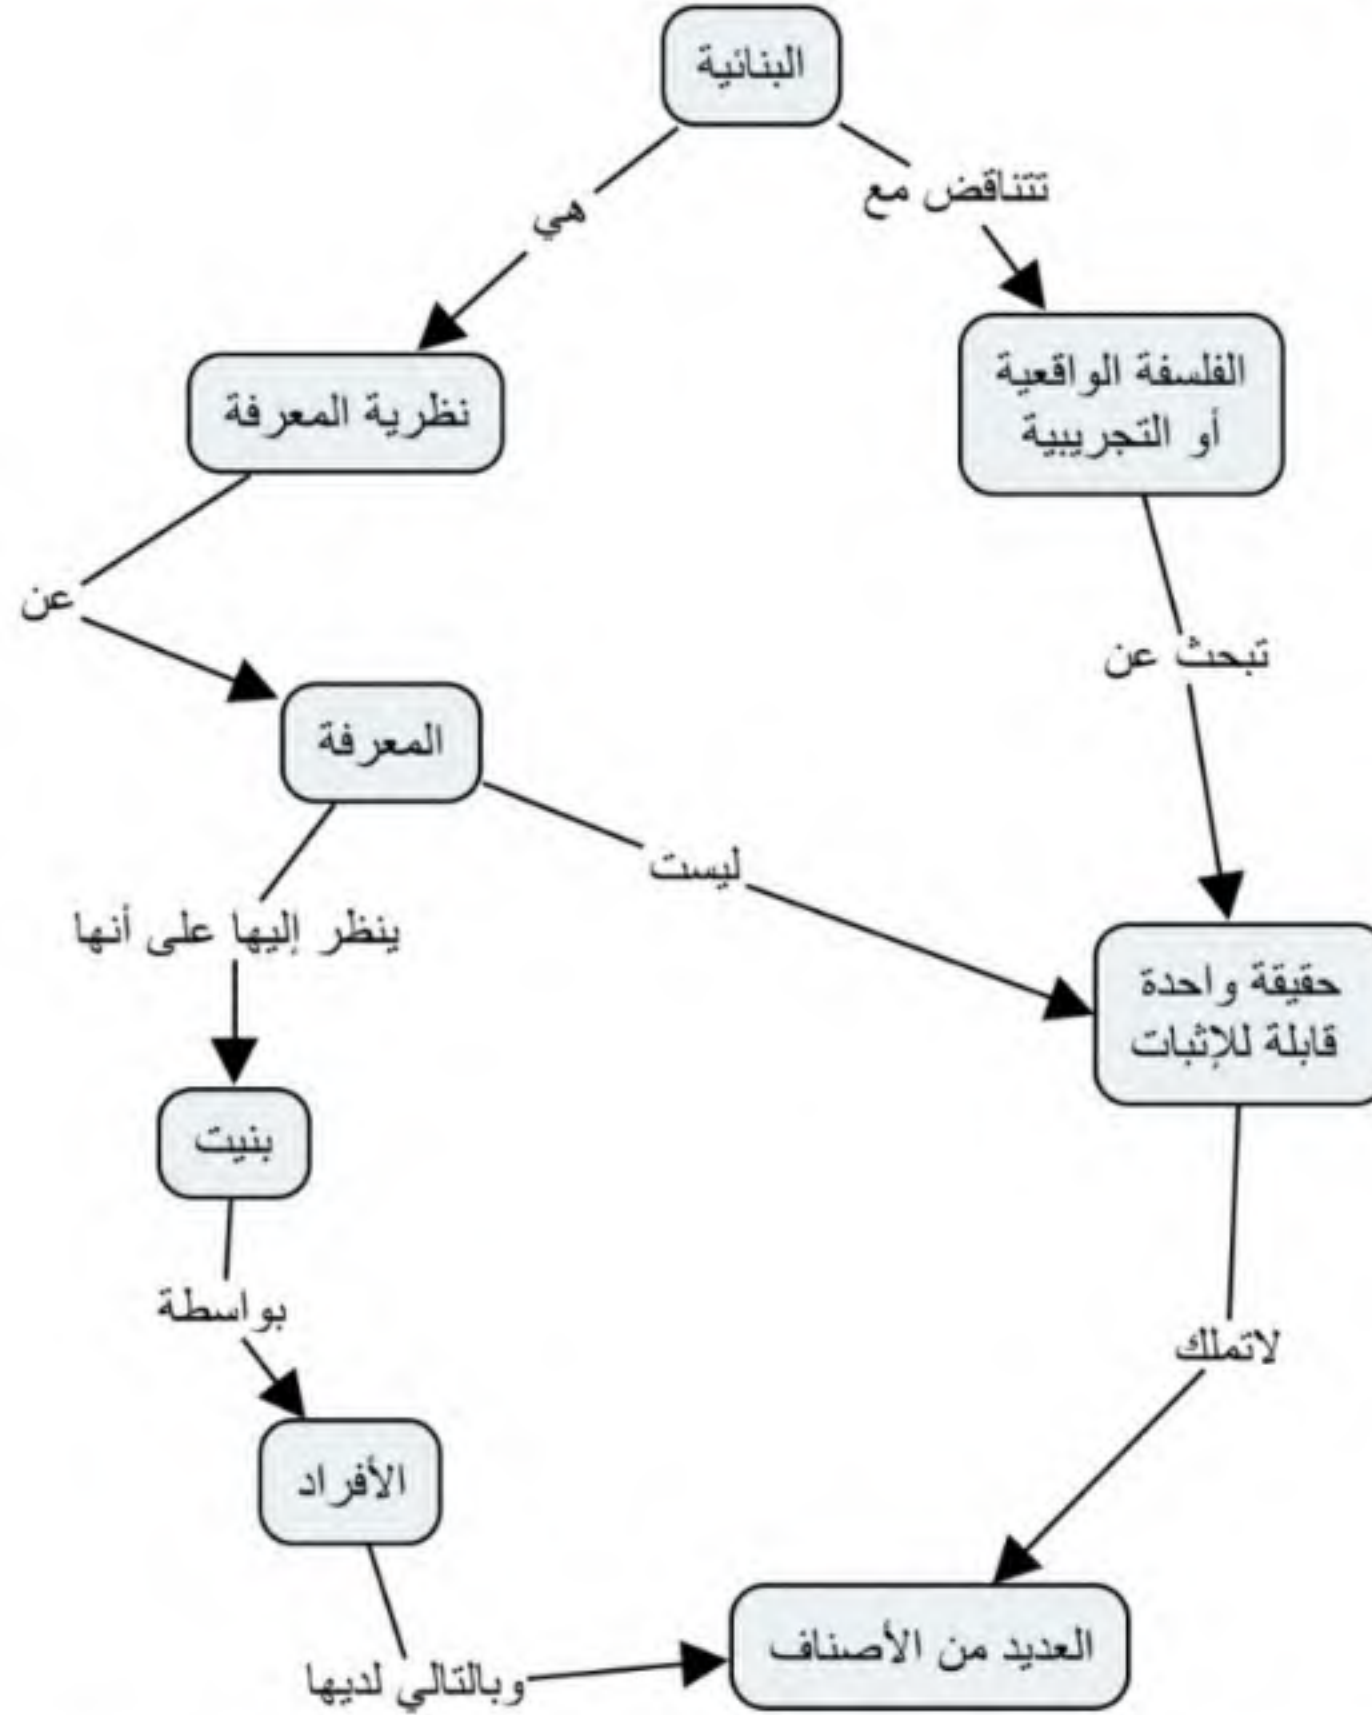 البنائية
تتناقض مع
هي
الفلسفة الواقعية
أو التجريبية
نظرية المعرفة
عن
تبحث عن
المعرفة
ليست
ينظر إليها على أنها
حقيقة واحدة
قابلة للإثبات
بنيت
بواسطة
لاتملك
الأفراد
العديد من الأصناف
وبالتالي لديها